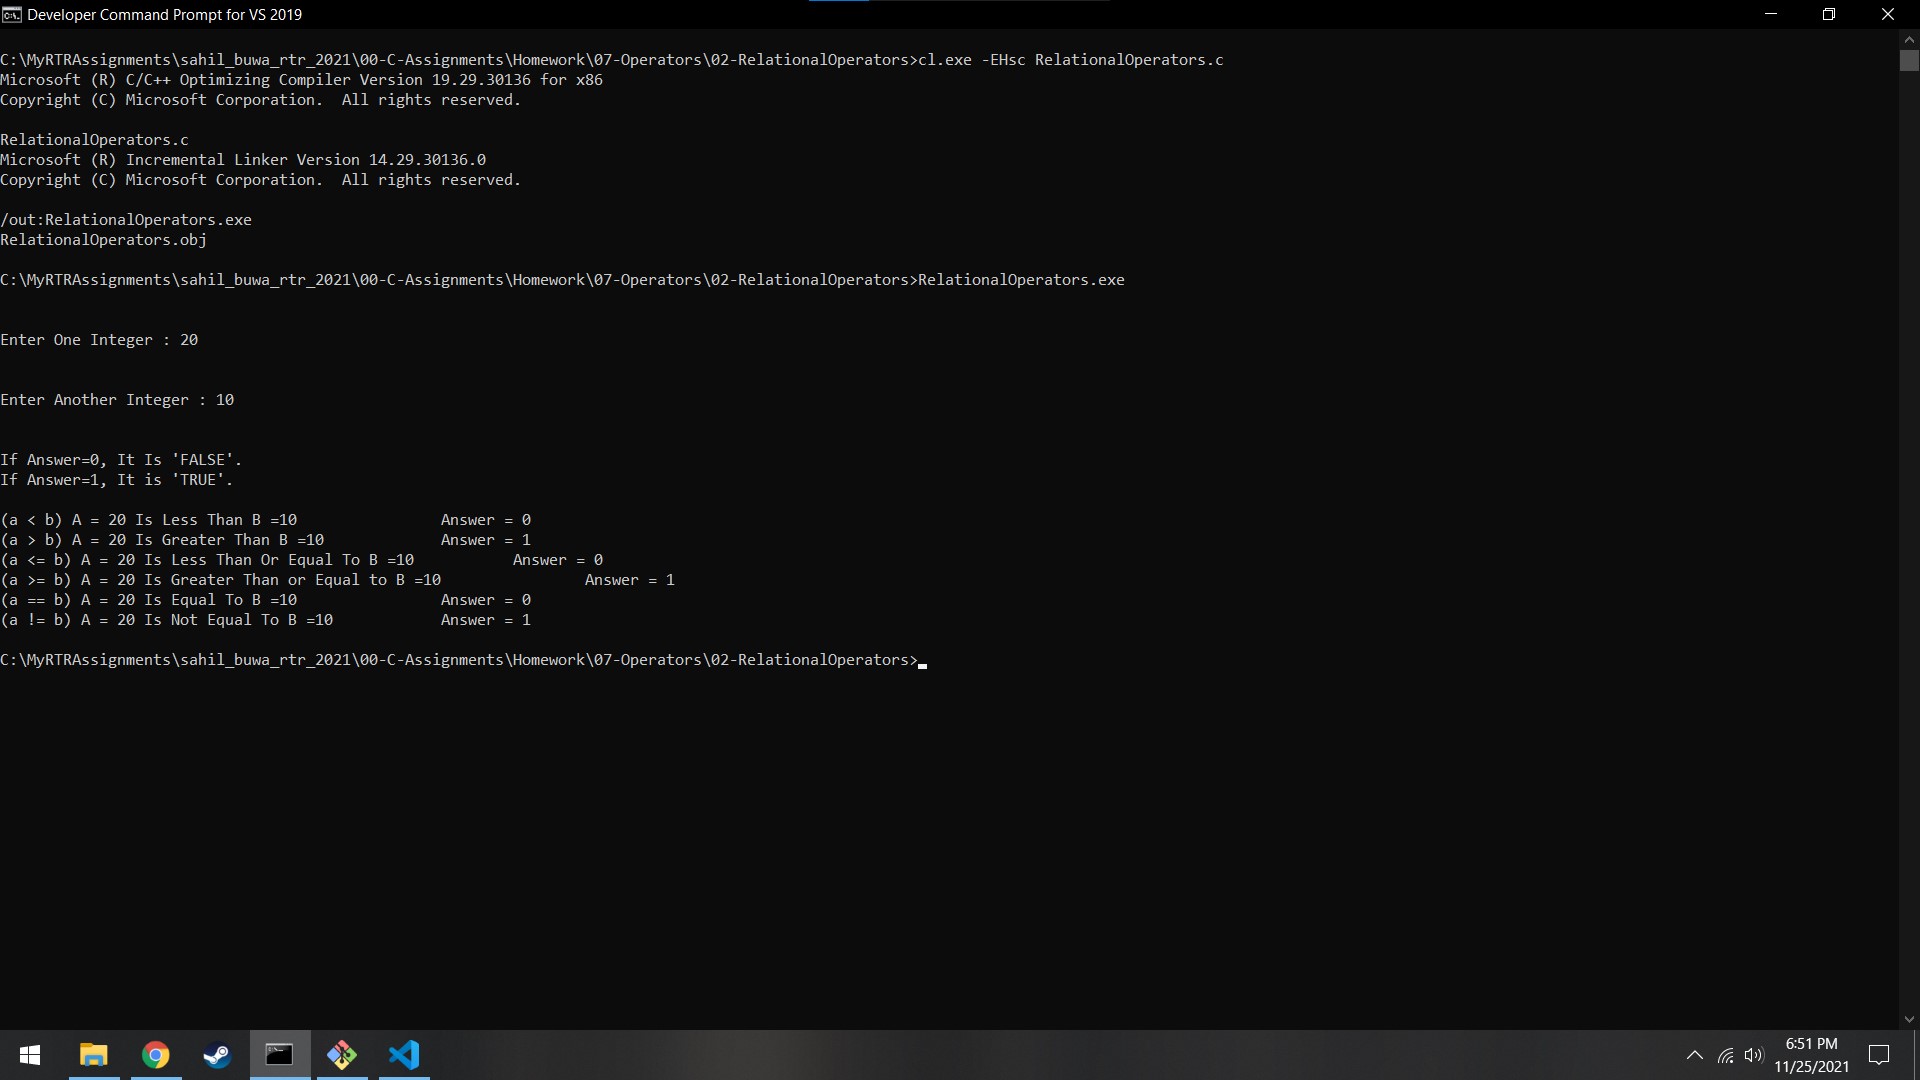 Developer Command Prompt for VS 2019
C:\MyRTRAssignments\sahil_buwa_rtr_2021\00-C-Assignments\Homework\07-Operators\02-RelationalOperators>cl.exe -EHsc RelationalOperators.c
Microsoft (R) C/C++ Optimizing Compiler Version 19.29.30136 for x86
Copyright (C) Microsoft Corporation.  All rights reserved.
RelationalOperators.c
Microsoft (R) Incremental Linker Version 14.29.30136.0
Copyright (C) Microsoft Corporation.  All rights reserved.
/out:RelationalOperators.exe
RelationalOperators.obj
C:\MyRTRAssignments\sahil_buwa_rtr_2021\00-C-Assignments\Homework\07-Operators\02-RelationalOperators>RelationalOperators.exe
Enter One Integer : 20
Enter Another Integer : 10
If Answer=0, It Is 'FALSE'.
If Answer=1, It is 'TRUE'.
(a < b) A = 20 Is Less Than B =10                Answer = 0
(a > b) A = 20 Is Greater Than B =10             Answer = 1
(a <= b) A = 20 Is Less Than Or Equal To B =10           Answer = 0
(a >= b) A = 20 Is Greater Than or Equal to B =10                Answer = 1
(a == b) A = 20 Is Equal To B =10                Answer = 0
(a != b) A = 20 Is Not Equal To B =10            Answer = 1
C:\MyRTRAssignments\sahil_buwa_rtr_2021\00-C-Assignments\Homework\07-Operators\02-RelationalOperators>
6:51 PM
11/25/2021